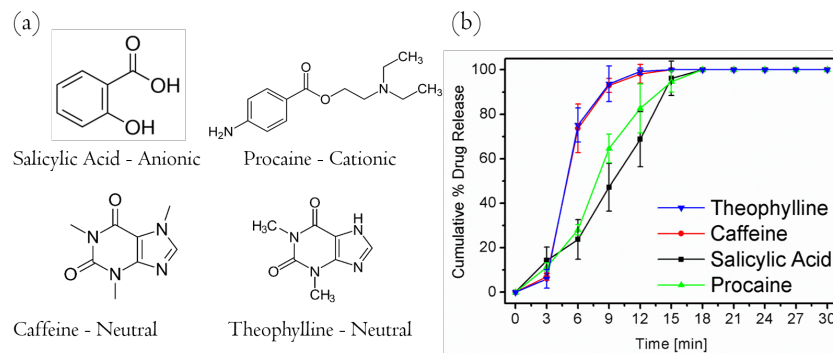 (a)
O
OH
OH
Salicylic Acid - Anionic
O
O
N
CH₃
CH₃
H₂N
Procaine - Cationic
O
N
N
O
N
N
Caffeine - Neutral
O
H
N
H₃C
N
O
N
N
CH₃
Theophylline - Neutral
(b)
Cumulative % Drug Release
100
80
60
40
20
0
Theophylline
Caffeine
Salicylic Acid
Procaine
0 3 6 9 12 15 18 21 24 27 30
Time [min]